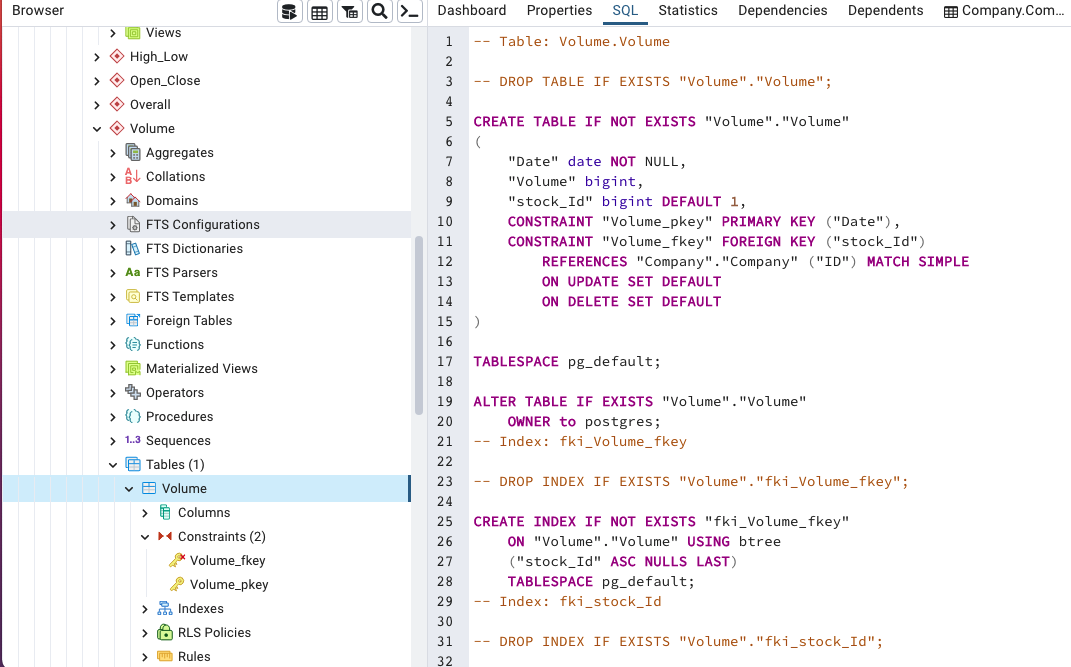 Browser
Views
High_Low
Open_Close
Overall
Volume
Aggregates
Collations
Domains
FTS Configurations
FTS Dictionaries
Aa FTS Parsers
FTS Templates
Foreign Tables
Functions
Materialized Views
Operators
Procedures
1..3 Sequences
Tables (1)
Volume
Columns
Constraints (2)
Volume_fkey
Volume_pkey
Indexes
RLS Policies
Rules
Dashboard Properties SQL Statistics Dependencies Dependents Company.Com...
1 -- Table: Volume.Volume
2
3 -- DROP TABLE IF EXISTS "Volume"."Volume";
4
5 CREATE TABLE IF NOT EXISTS "Volume"."Volume"
6 (
7 "Date" date NOT NULL,
8 "Volume" bigint,
9 "stock_Id" bigint DEFAULT 1,
10 CONSTRAINT "Volume_pkey" PRIMARY KEY ("Date"),
11 CONSTRAINT "Volume_fkey" FOREIGN KEY ("stock_Id")
12 REFERENCES "Company"."Company" ("ID") MATCH SIMPLE
13 ON UPDATE SET DEFAULT
14 ON DELETE SET DEFAULT
15 )
16
17 TABLESPACE pg_default;
18
19 ALTER TABLE IF EXISTS "Volume"."Volume"
20 OWNER to postgres;
21 -- Index: fki_Volume_fkey
22
23 -- DROP INDEX IF EXISTS "Volume"."fki_Volume_fkey";
24
25 CREATE INDEX IF NOT EXISTS "fki_Volume_fkey"
26 ON "Volume"."Volume" USING btree
27 ("stock_Id" ASC NULLS LAST)
28 TABLESPACE pg_default;
29 -- Index: fki_stock_Id
30
31 -- DROP INDEX IF EXISTS "Volume"."fki_stock_Id";
32